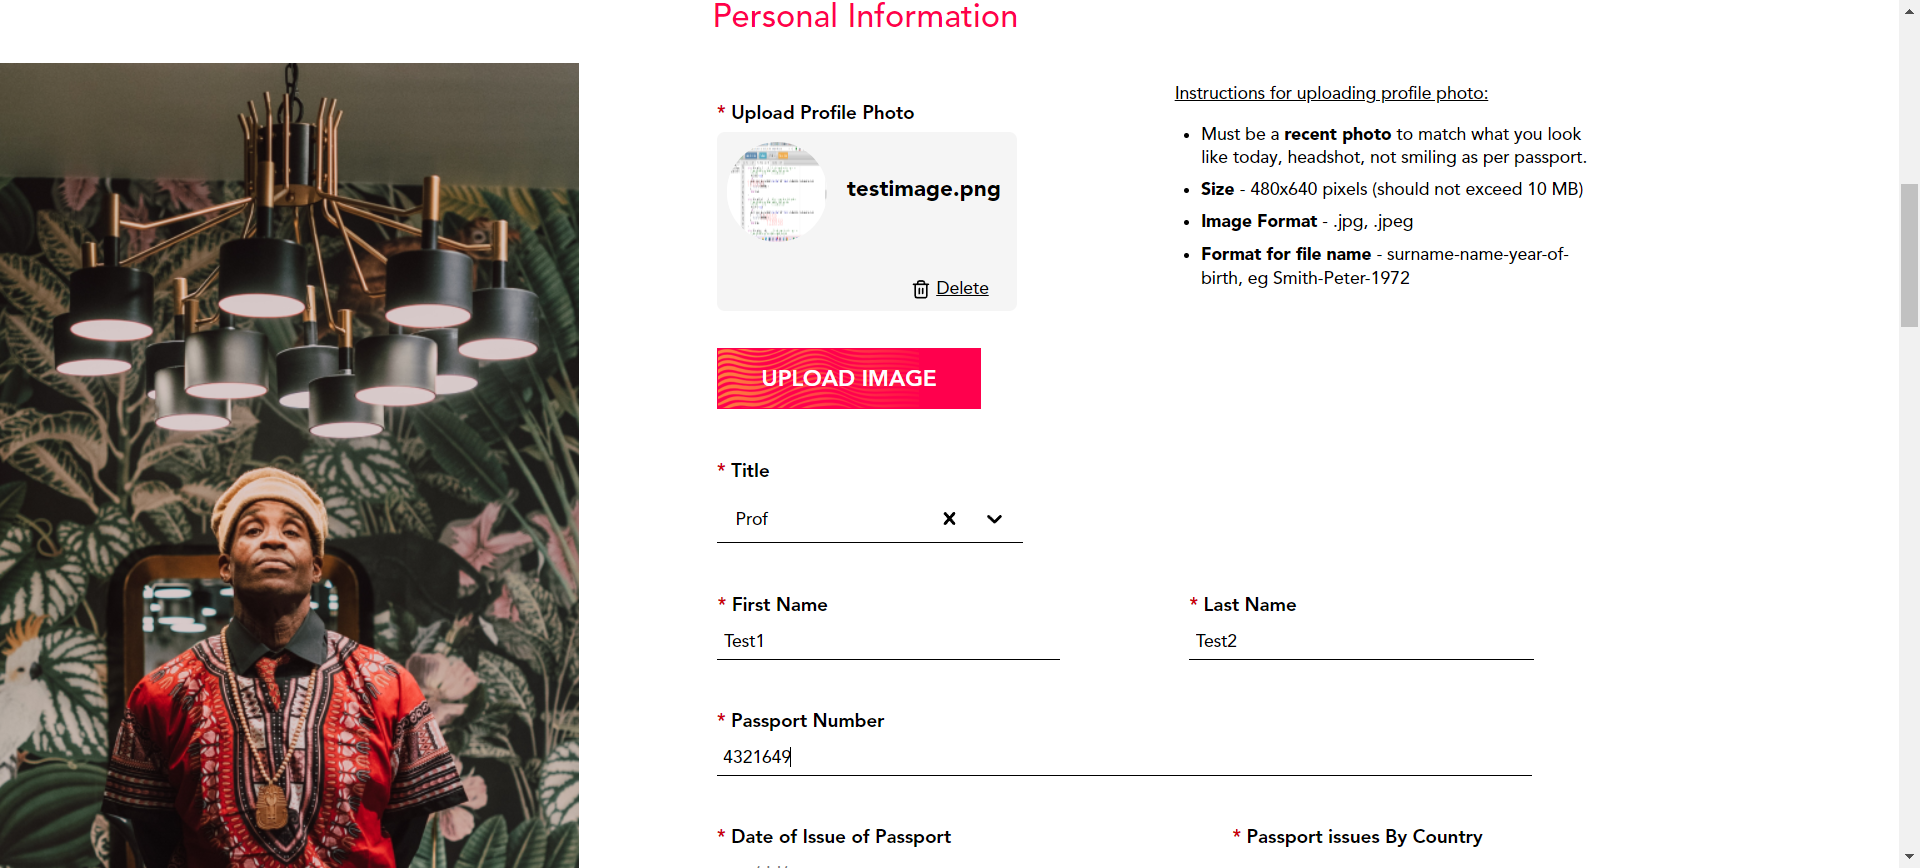 Personal Information
Instructions for uploading profile photo:
* Upload Profile Photo
testimage.png
Delete
• Must be a recent photo to match what you look
like today, headshot, not smiling as per passport.
• Size - 480x640 pixels (should not exceed 10 MB)
• Image Format - .jpg, .jpeg
• Format for file name - surname-name-year-of-
birth, eg Smith-Peter-1972
UPLOAD IMAGE
* Title
Prof
* First Name
Test1
* Last Name
Test2
* Passport Number
4321649
* Date of Issue of Passport
* Passport issues By Country